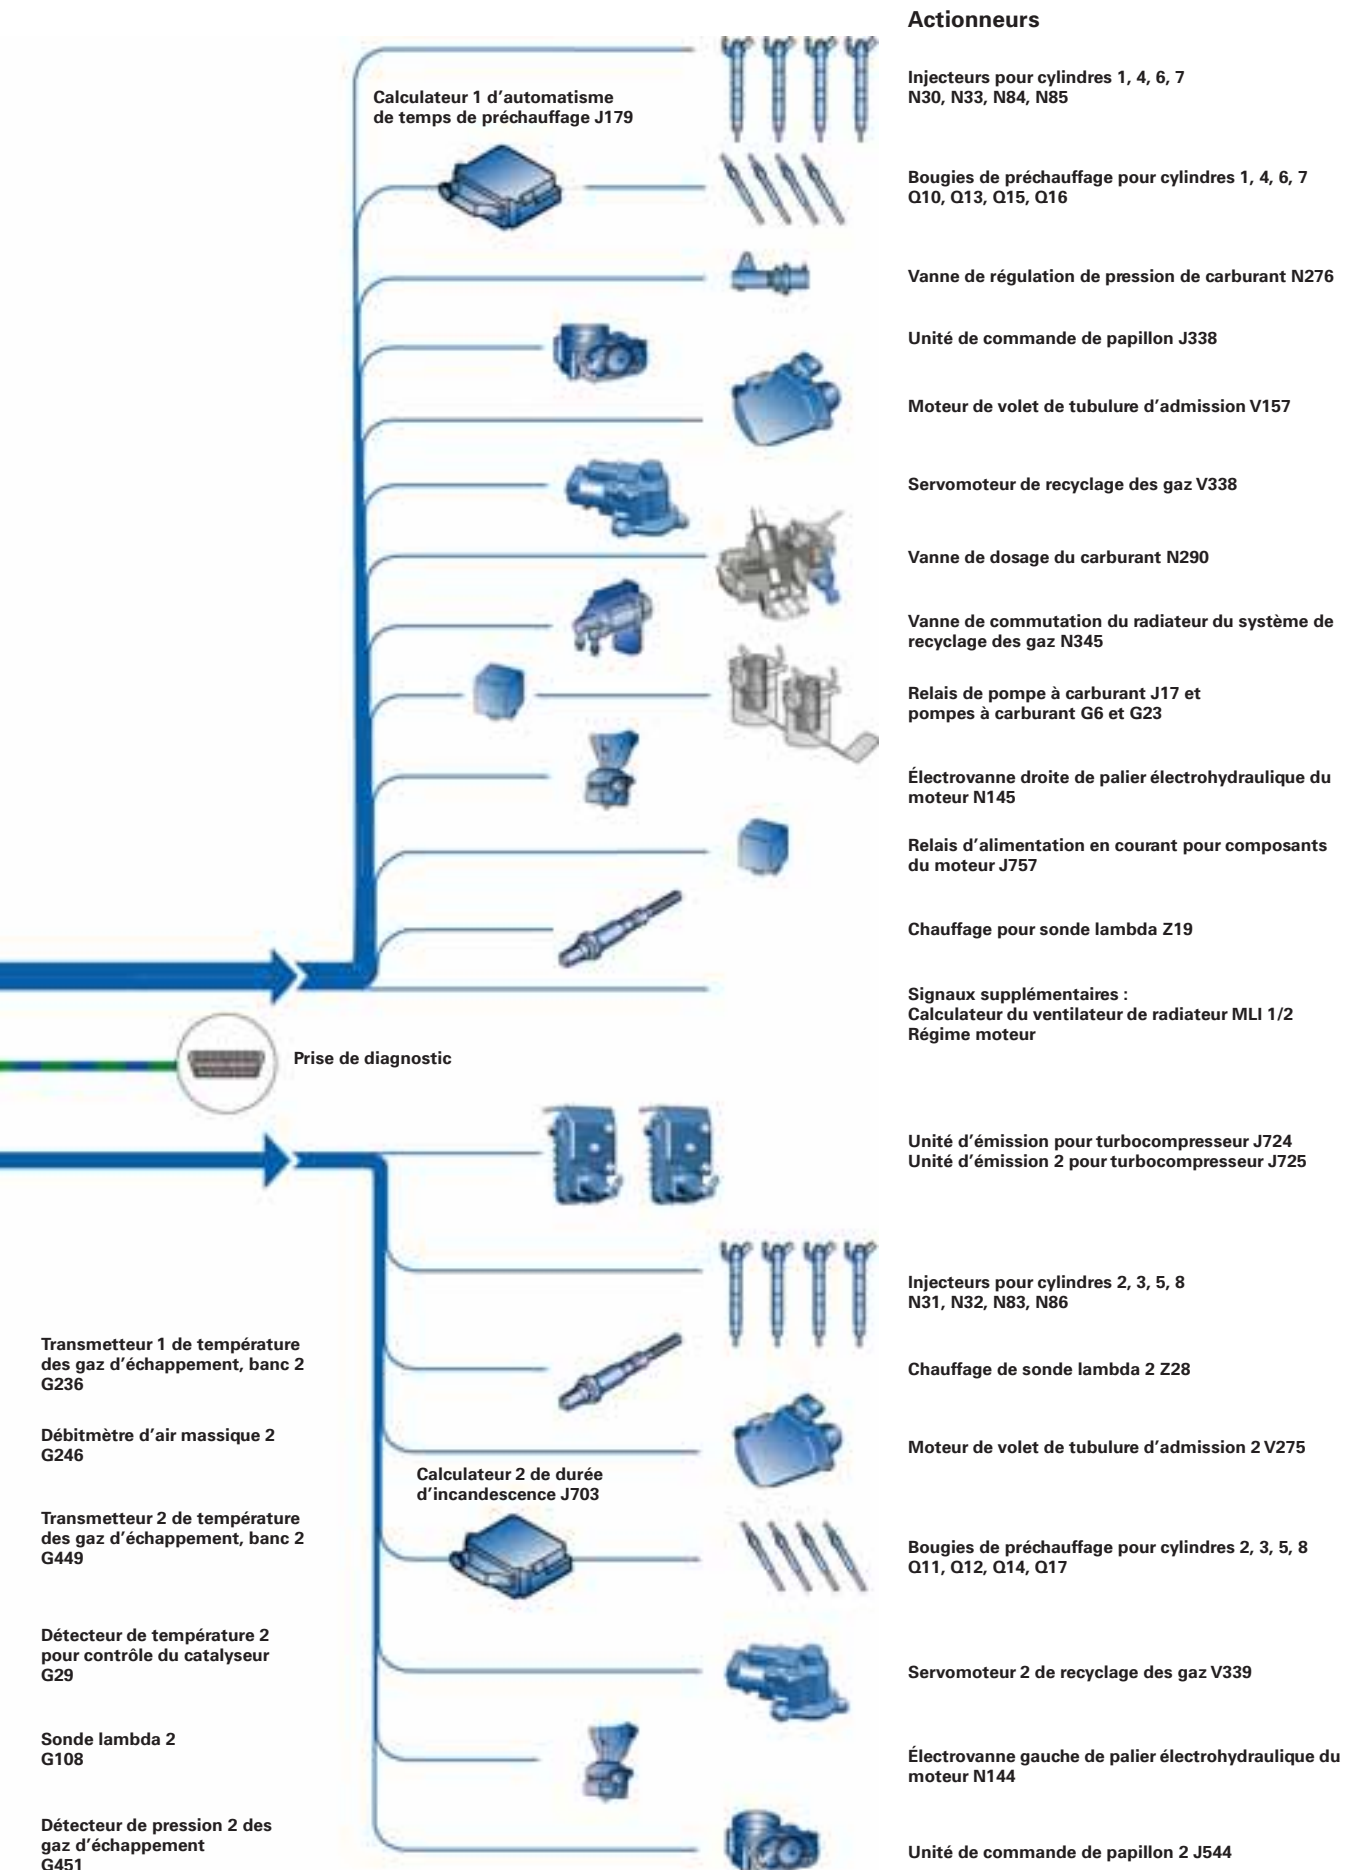 Actionneurs
Injecteurs pour cylindres 1, 4, 6, 7
N30, N33, N84, N85
Calculateur 1 d’automatisme
de temps de préchauffage J179
Bougies de préchauffage pour cylindres 1, 4, 6, 7
Q10, Q13, Q15, Q16
Vanne de régulation de pression de carburant N276
Unité de commande de papillon J338
Moteur de volet de tubulure d’admission V157
Servomoteur de recyclage des gaz V338
Vanne de dosage du carburant N290
Vanne de commutation du radiateur du système de
recyclage des gaz N345
Relais de pompe à carburant J17 et
pompes à carburant G6 et G23
Électrovanne droite de palier électrohydraulique du
moteur N145
Relais d’alimentation en courant pour composants
du moteur J757
Chauffage pour sonde lambda Z19
Signaux supplémentaires :
Calculateur du ventilateur de radiateur MLI 1/2
Régime moteur
Prise de diagnostic
Unité d’émission pour turbocompresseur J724
Unité d’émission 2 pour turbocompresseur J725
Injecteurs pour cylindres 2, 3, 5, 8
N31, N32, N83, N86
Transmetteur 1 de température
des gaz d’échappement, banc 2
G236
Chauffage de sonde lambda 2 Z28
Débitmètre d’air massique 2
G246
Moteur de volet de tubulure d’admission 2 V275
Calculateur 2 de durée
d’incandescence J703
Transmetteur 2 de température
des gaz d’échappement, banc 2
G449
Bougies de préchauffage pour cylindres 2, 3, 5, 8
Q11, Q12, Q14, Q17
Détecteur de température 2
pour contrôle du catalyseur
G29
Servomoteur 2 de recyclage des gaz V339
Sonde lambda 2
G108
Électrovanne gauche de palier électrohydraulique du
moteur N144
Détecteur de pression 2 des
gaz d’échappement
G451
Unité de commande de papillon 2 J544